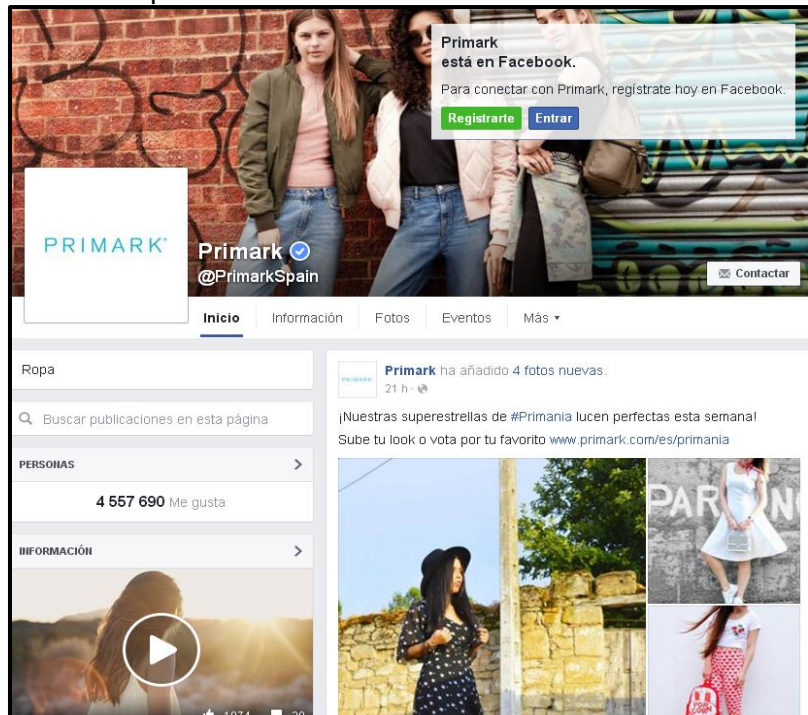 Primark
está en Facebook.
Para conectar con Primark, regístrate hoy en Facebook.
Registrarte Entrar
PRIMARK
Primark
@PrimarkSpain
Contactar
Inicio Información Fotos Eventos Más
Ropa
Buscar publicaciones en esta página
PERSONAS
4 557 690 Me gusta
INFORMACIÓN
PRIMARK
Primark ha añadido 4 fotos nuevas.
21 h
¡Nuestras superestrellas de #Primania lucen perfectas esta semana!
Sube tu look o vota por tu favorito www.primark.com/es/primania